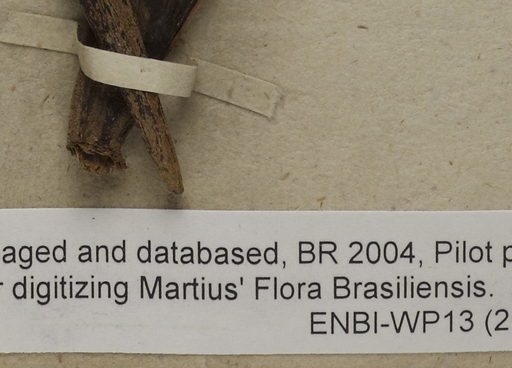 aged and databased, BR 2004, Pilot
digitizing Martius' Flora Brasiliensis.
ENBI-WP13 (2